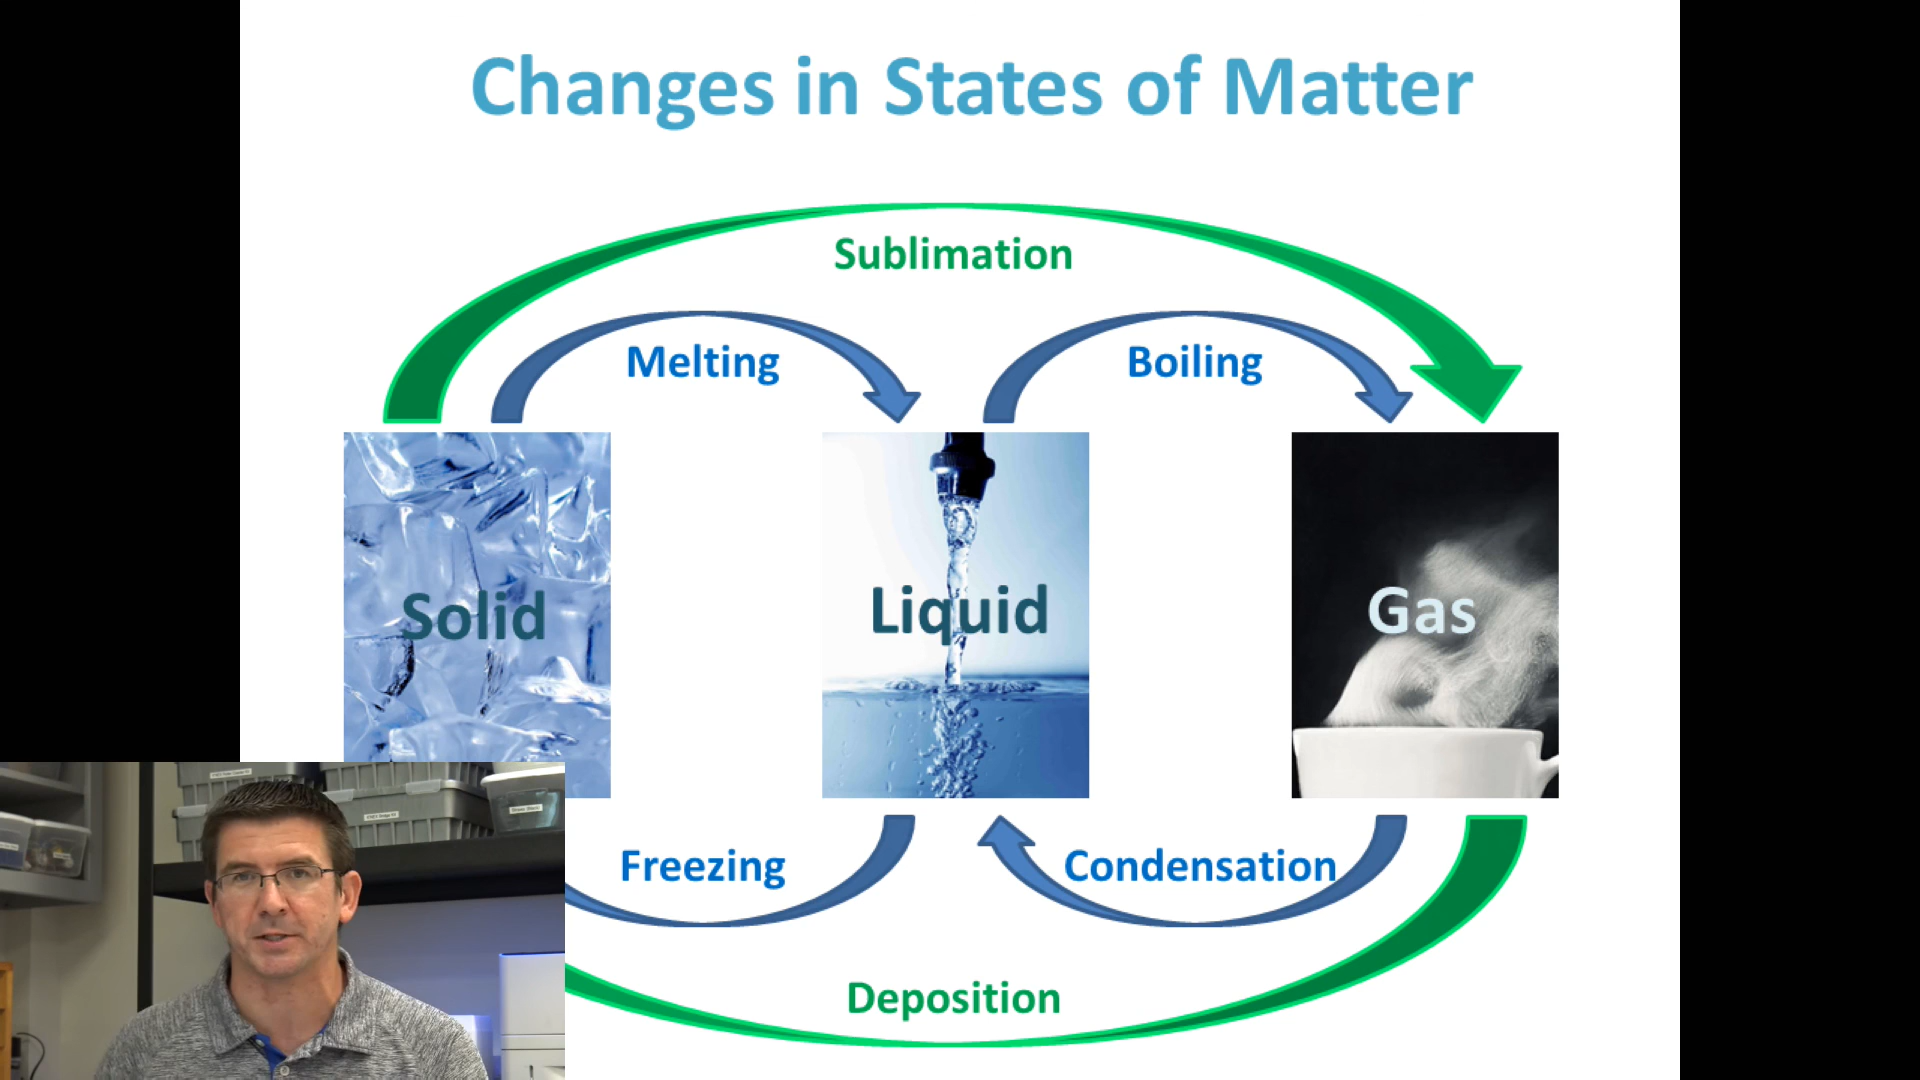 Changes in States of Matter
Sublimation
Melting
Boiling
Solid
Liquid
Gas
Freezing
Condensation
Deposition